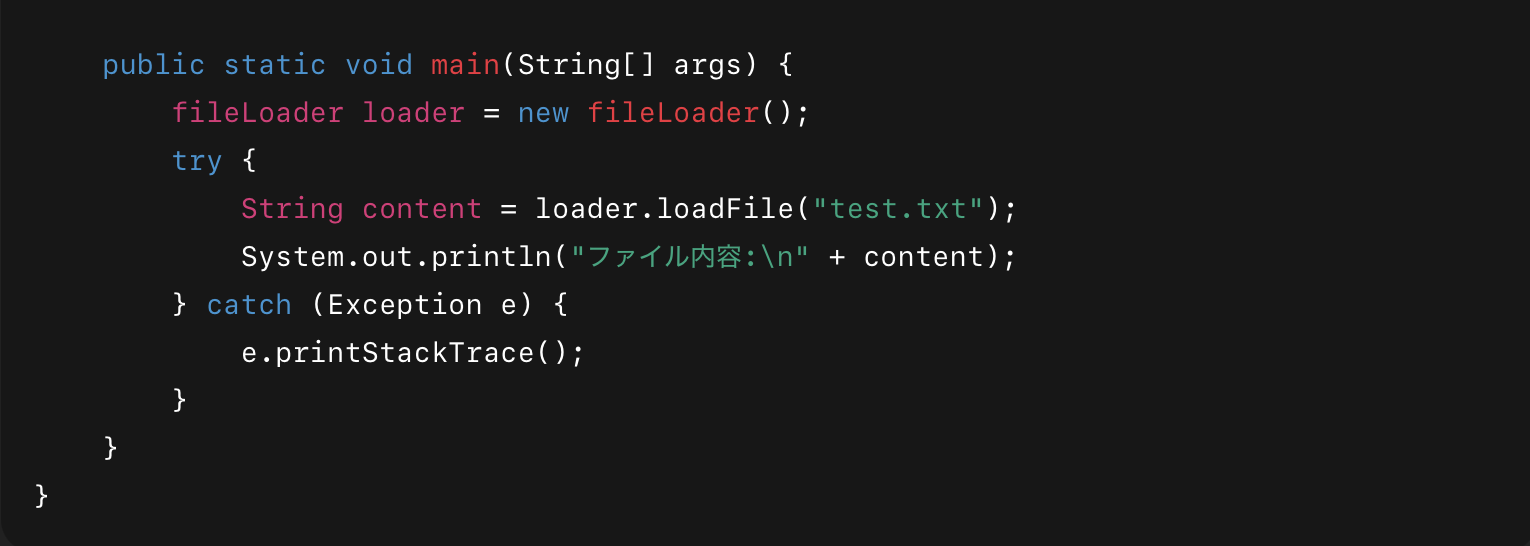 public static void main(String[] args) {
fileLoader loader = new fileLoader();
try {
String content = loader.loadFile("test.txt");
System.out.println("ファイル内容:\n" + content);
} catch (Exception e) {
e.printStackTrace();
}
}
}